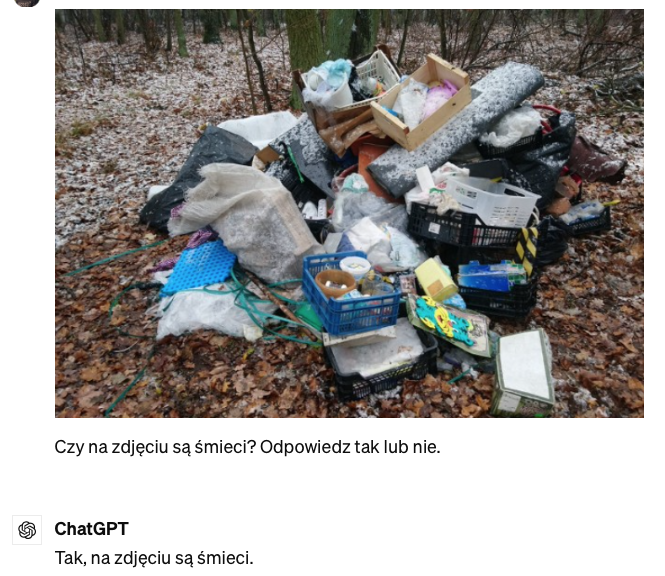 Czy na zdjęciu są śmieci? Odpowiedz tak lub nie.
ChatGPT
Tak, na zdjęciu są śmieci.